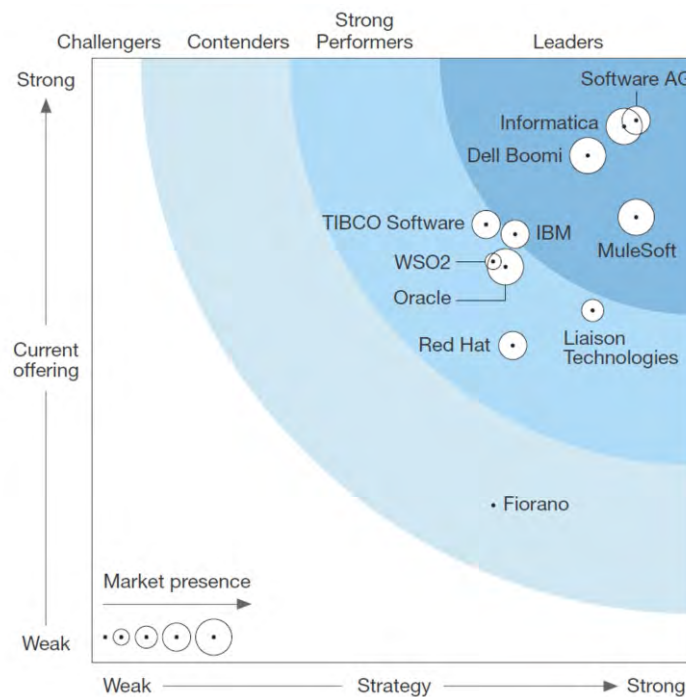 Strong
Challengers Contenders Performers Leaders
Strong
Software AG
Informatica
Dell Boomi
TIBCO Software
IBM
MuleSoft
WSO2
Oracle
Liaison
Technologies
Red Hat
Current
offering
Fiorano
Market presence
Weak
Weak Strategy Strong